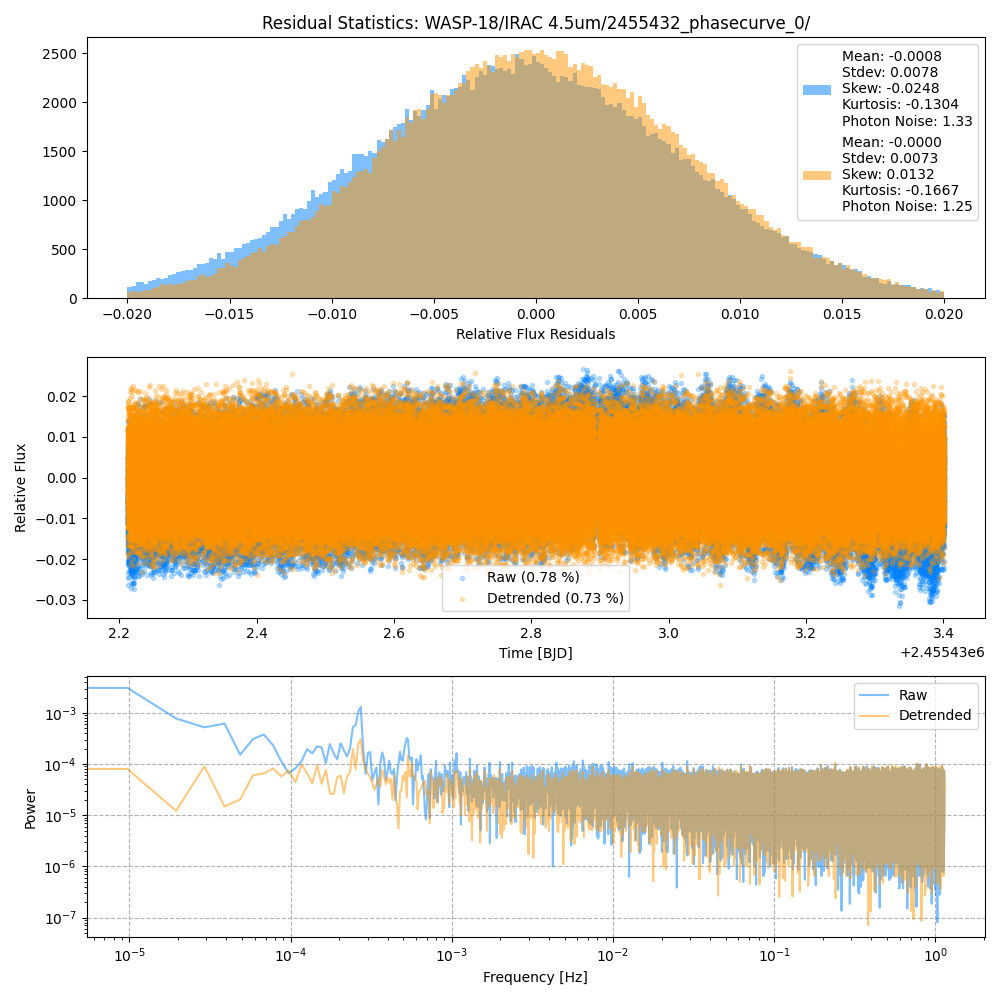 Residual Statistics: WASP-18/IRAC 4.5um/2455432_phasecurve_0/
2500
2000
1500
1000
500
0
Mean: -0.0008
Stdev: 0.0078
Skew: -0.0248
Kurtosis: -0.1304
Photon Noise: 1.33
Mean: -0.0000
Stdev: 0.0073
Skew: 0.0132
Kurtosis: -0.1667
Photon Noise: 1.25
−0.020 −0.015 −0.010 −0.005 0.000 0.005 0.010 0.015 0.020
Relative Flux Residuals
Relative Flux
0.02
0.01
0.00
−0.01
−0.02
−0.03
Raw (0.78 %)
Detrended (0.73 %)
2.2 2.4 2.6 2.8 3.0 3.2 3.4
Time [BJD]
+2.45543e6
Power
10⁻³
10⁻⁴
10⁻⁵
10⁻⁶
10⁻⁷
Raw
Detrended
10⁻⁵ 10⁻⁴ 10⁻³ 10⁻² 10⁻¹ 10⁰
Frequency [Hz]